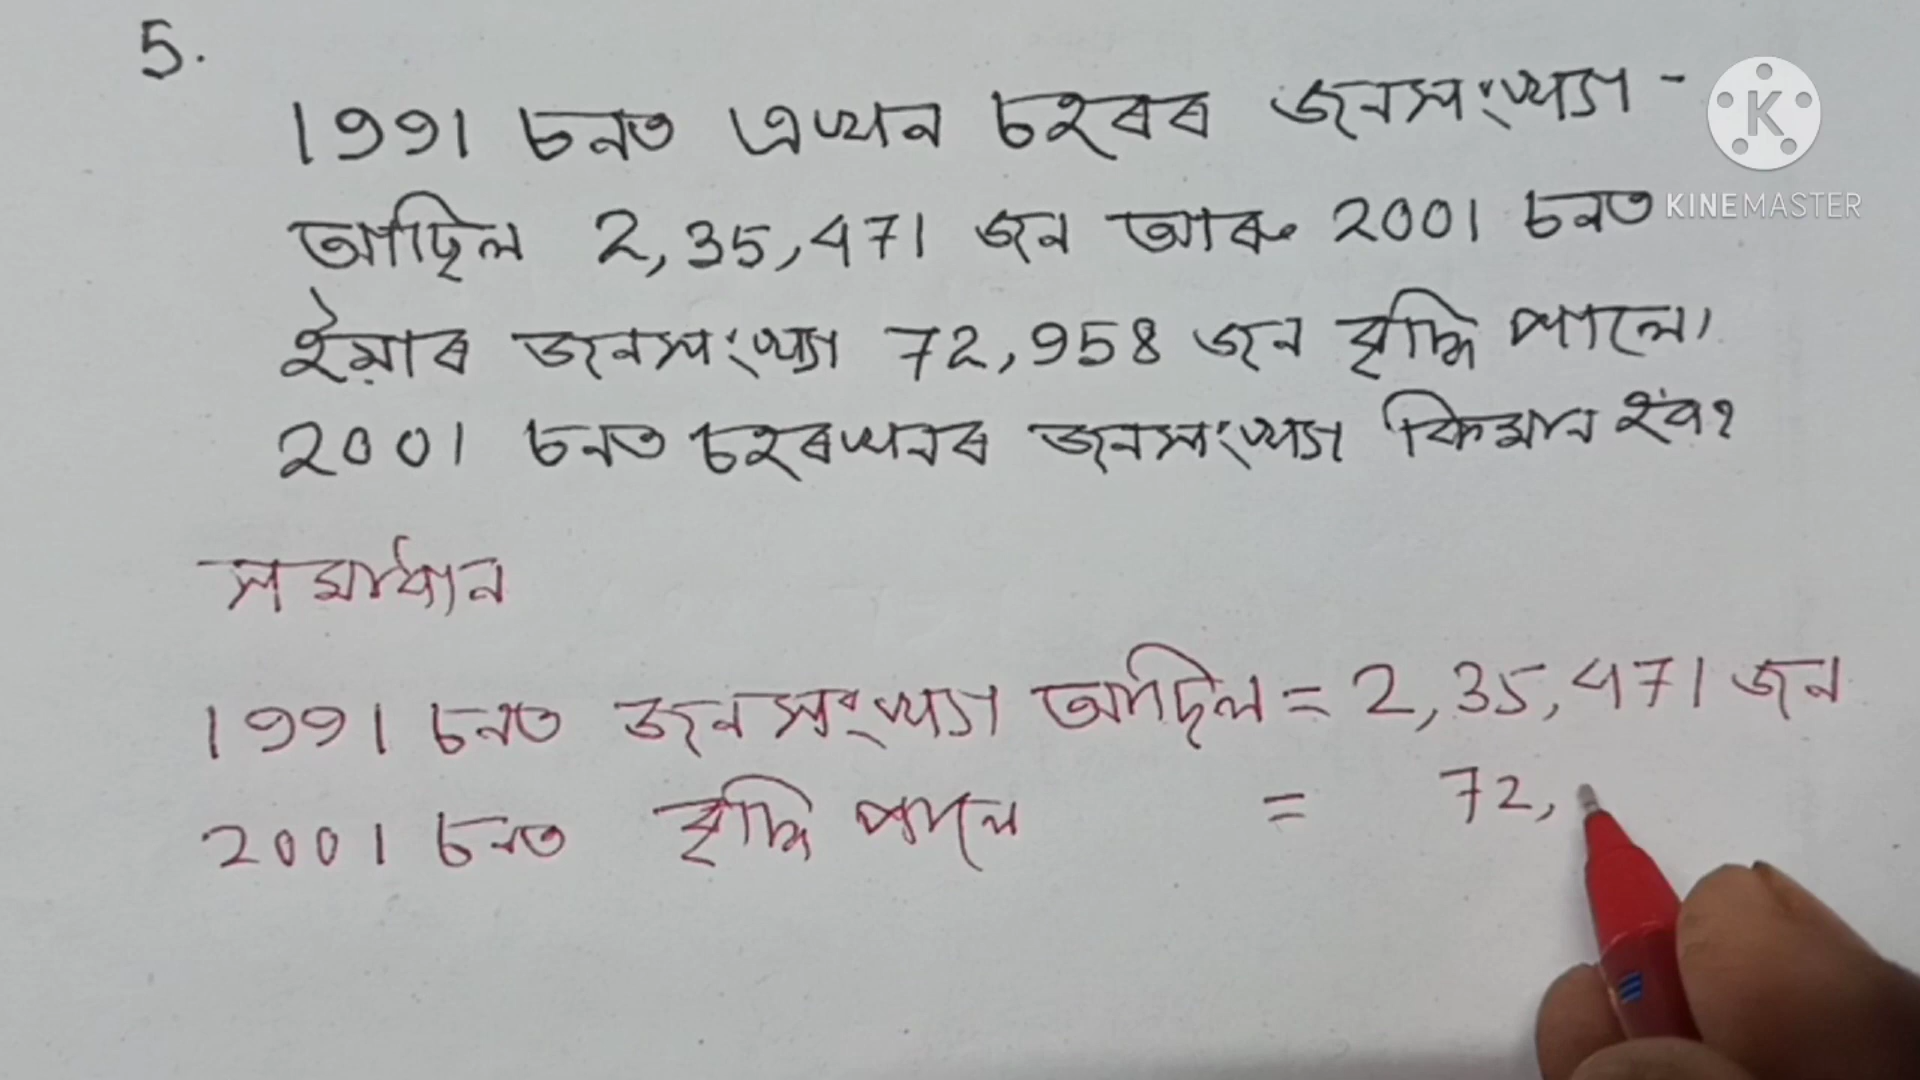 5.
1991 চনত এখন চহৰৰ জনসংখ্যা -
আছিল 2,35,471 জন আৰু 2001 চনত
ইয়াৰ জনসংখ্যা 72,958 জন বৃদ্ধি পালে।
2001 চনত চহৰখনৰ জনসংখ্যা কিমান হ'ব?
সমাধান
1991 চনত জনসংখ্যা আছিল = 2,35,471 জন
2001 চনত বৃদ্ধি পালে = 72,
K
KINEMASTER